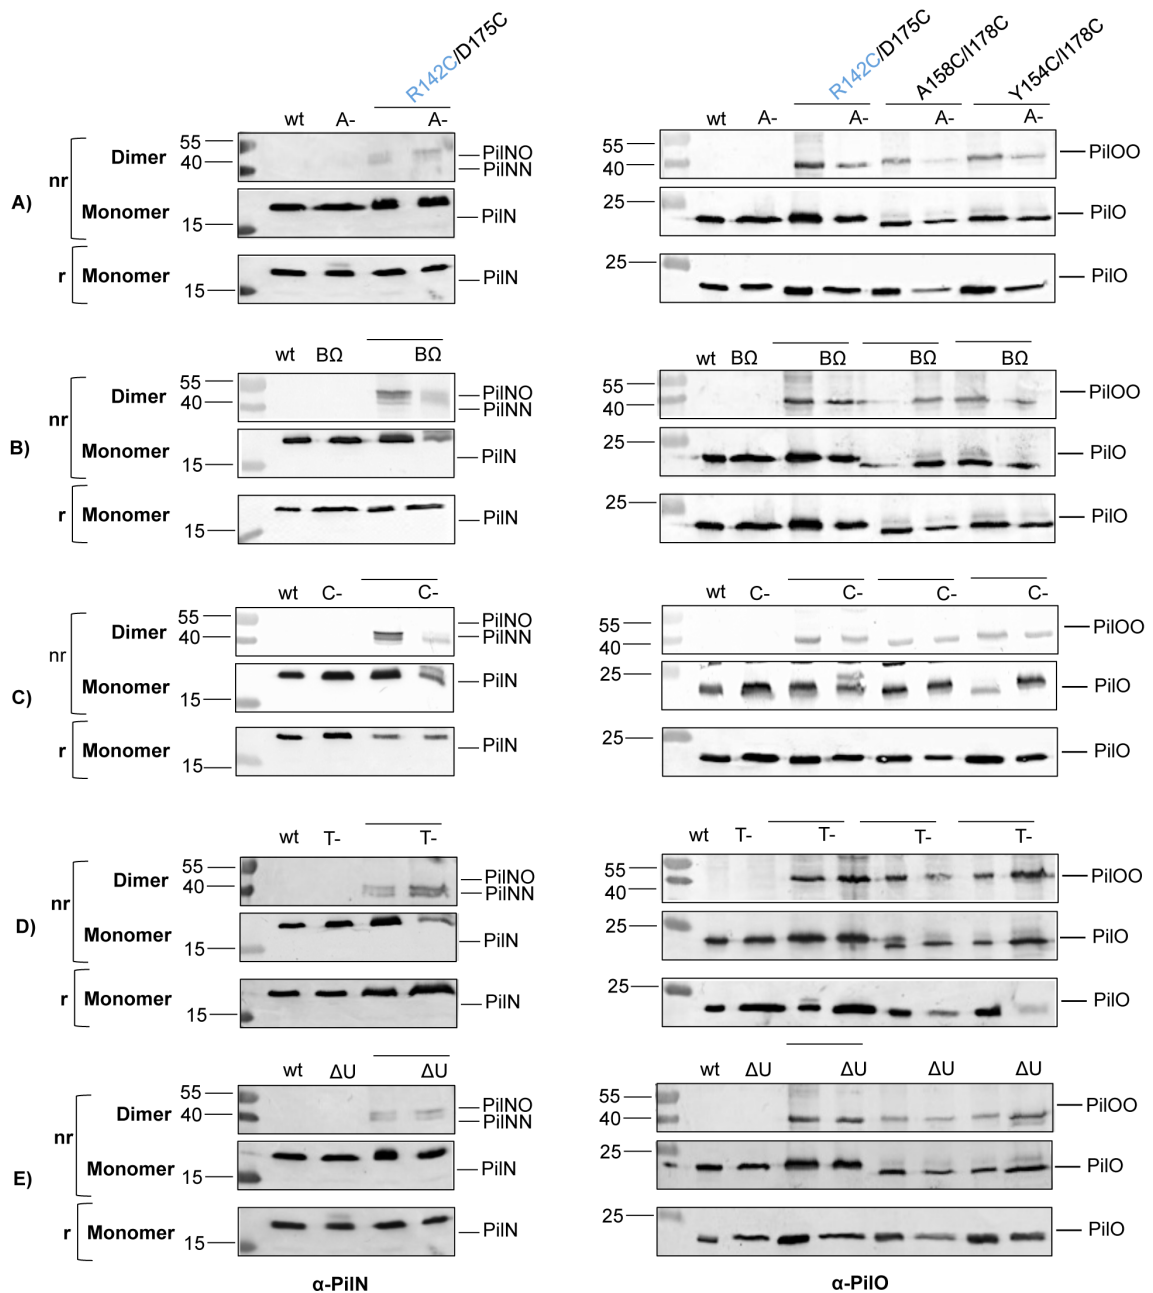 R142C/D175C
R142C/D175C
A158C/I178C
Y154C/I178C
A)
wt A- A-
wt A- A- A- A-
nr
Dimer
55
40
PilNO
PilNN
55
40
PilOO
Monomer
15
PilN
25
PilO
r
Monomer
15
PilN
25
PilO
B)
wt BΩ BΩ
wt BΩ BΩ BΩ BΩ
nr
Dimer
55
40
PilNO
PilNN
55
40
PilOO
Monomer
15
PilN
25
PilO
r
Monomer
15
PilN
25
PilO
C)
wt C- C-
wt C- C- C- C-
nr
Dimer
55
40
PilNO
PilNN
55
40
PilOO
Monomer
15
PilN
25
PilO
r
Monomer
15
PilN
25
PilO
D)
wt T- T-
wt T- T- T- T-
nr
Dimer
55
40
PilNO
PilNN
55
40
PilOO
Monomer
15
PilN
25
PilO
r
Monomer
15
PilN
25
PilO
E)
wt ΔU ΔU
wt ΔU ΔU ΔU ΔU
nr
Dimer
55
40
PilNO
PilNN
55
40
PilOO
Monomer
15
PilN
25
PilO
r
Monomer
15
PilN
25
PilO
α-PilN
α-PilO